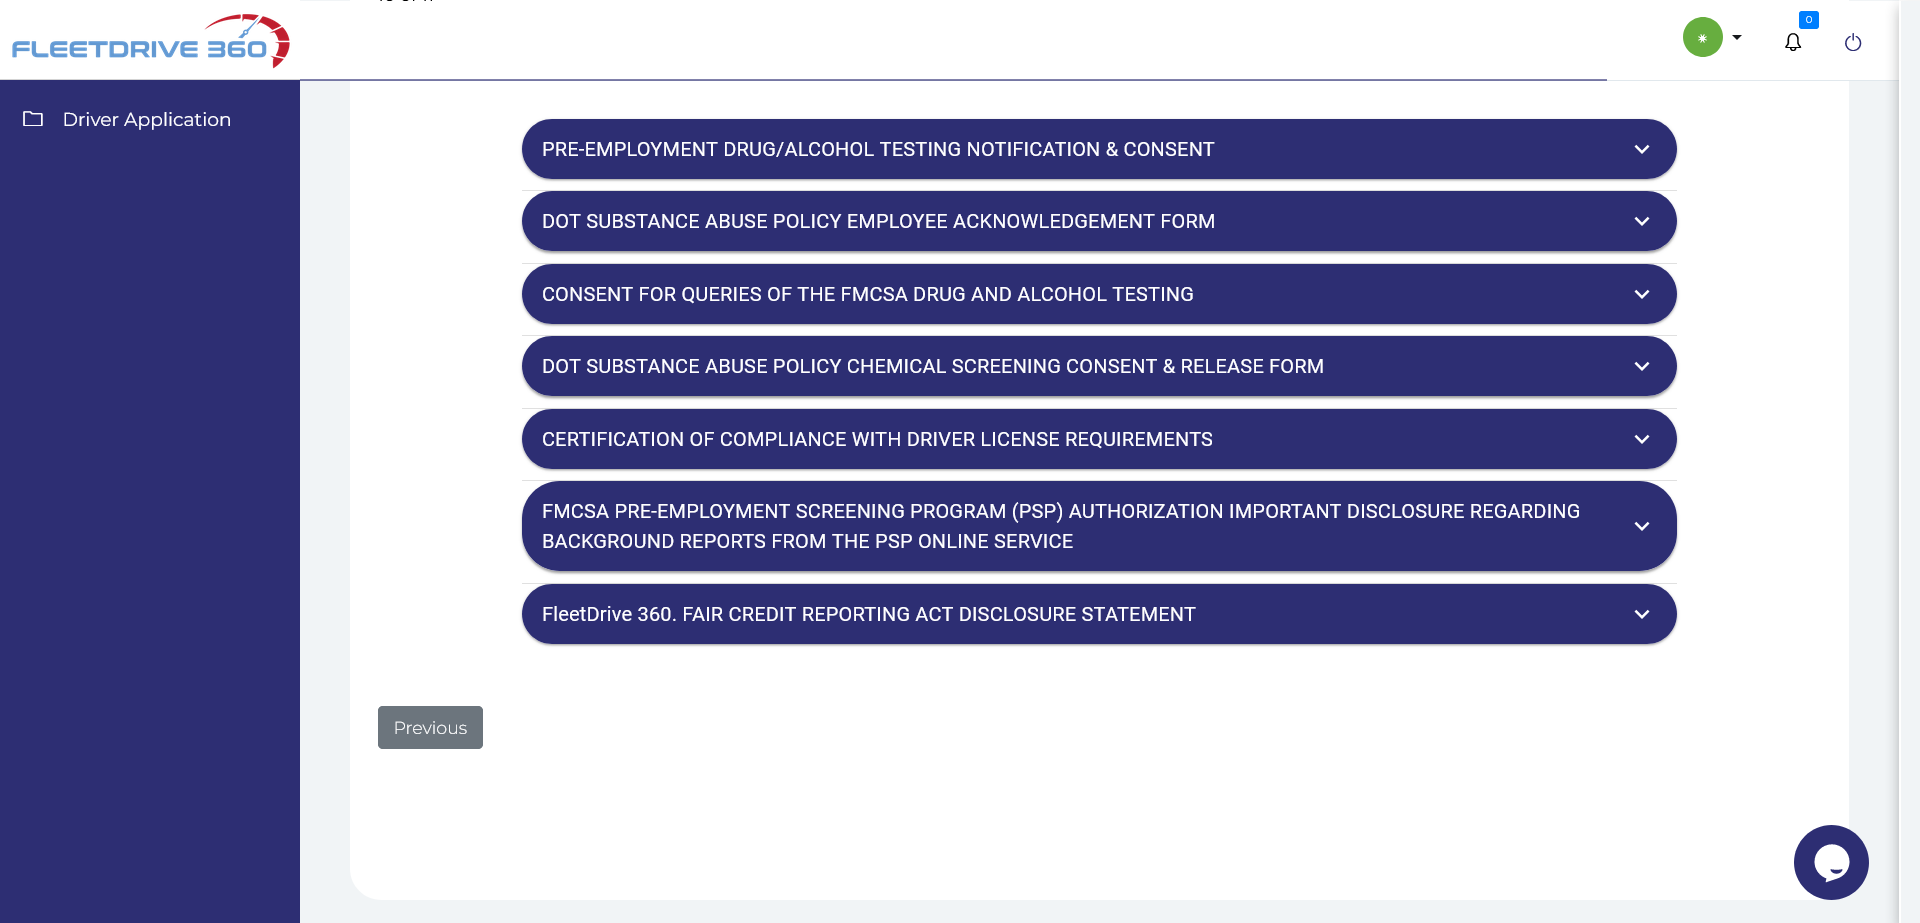 FLEETDRIVE 360
0
Driver Application
PRE-EMPLOYMENT DRUG/ALCOHOL TESTING NOTIFICATION & CONSENT
DOT SUBSTANCE ABUSE POLICY EMPLOYEE ACKNOWLEDGEMENT FORM
CONSENT FOR QUERIES OF THE FMCSA DRUG AND ALCOHOL TESTING
DOT SUBSTANCE ABUSE POLICY CHEMICAL SCREENING CONSENT & RELEASE FORM
CERTIFICATION OF COMPLIANCE WITH DRIVER LICENSE REQUIREMENTS
FMCSA PRE-EMPLOYMENT SCREENING PROGRAM (PSP) AUTHORIZATION IMPORTANT DISCLOSURE REGARDING
BACKGROUND REPORTS FROM THE PSP ONLINE SERVICE
FleetDrive 360. FAIR CREDIT REPORTING ACT DISCLOSURE STATEMENT
Previous